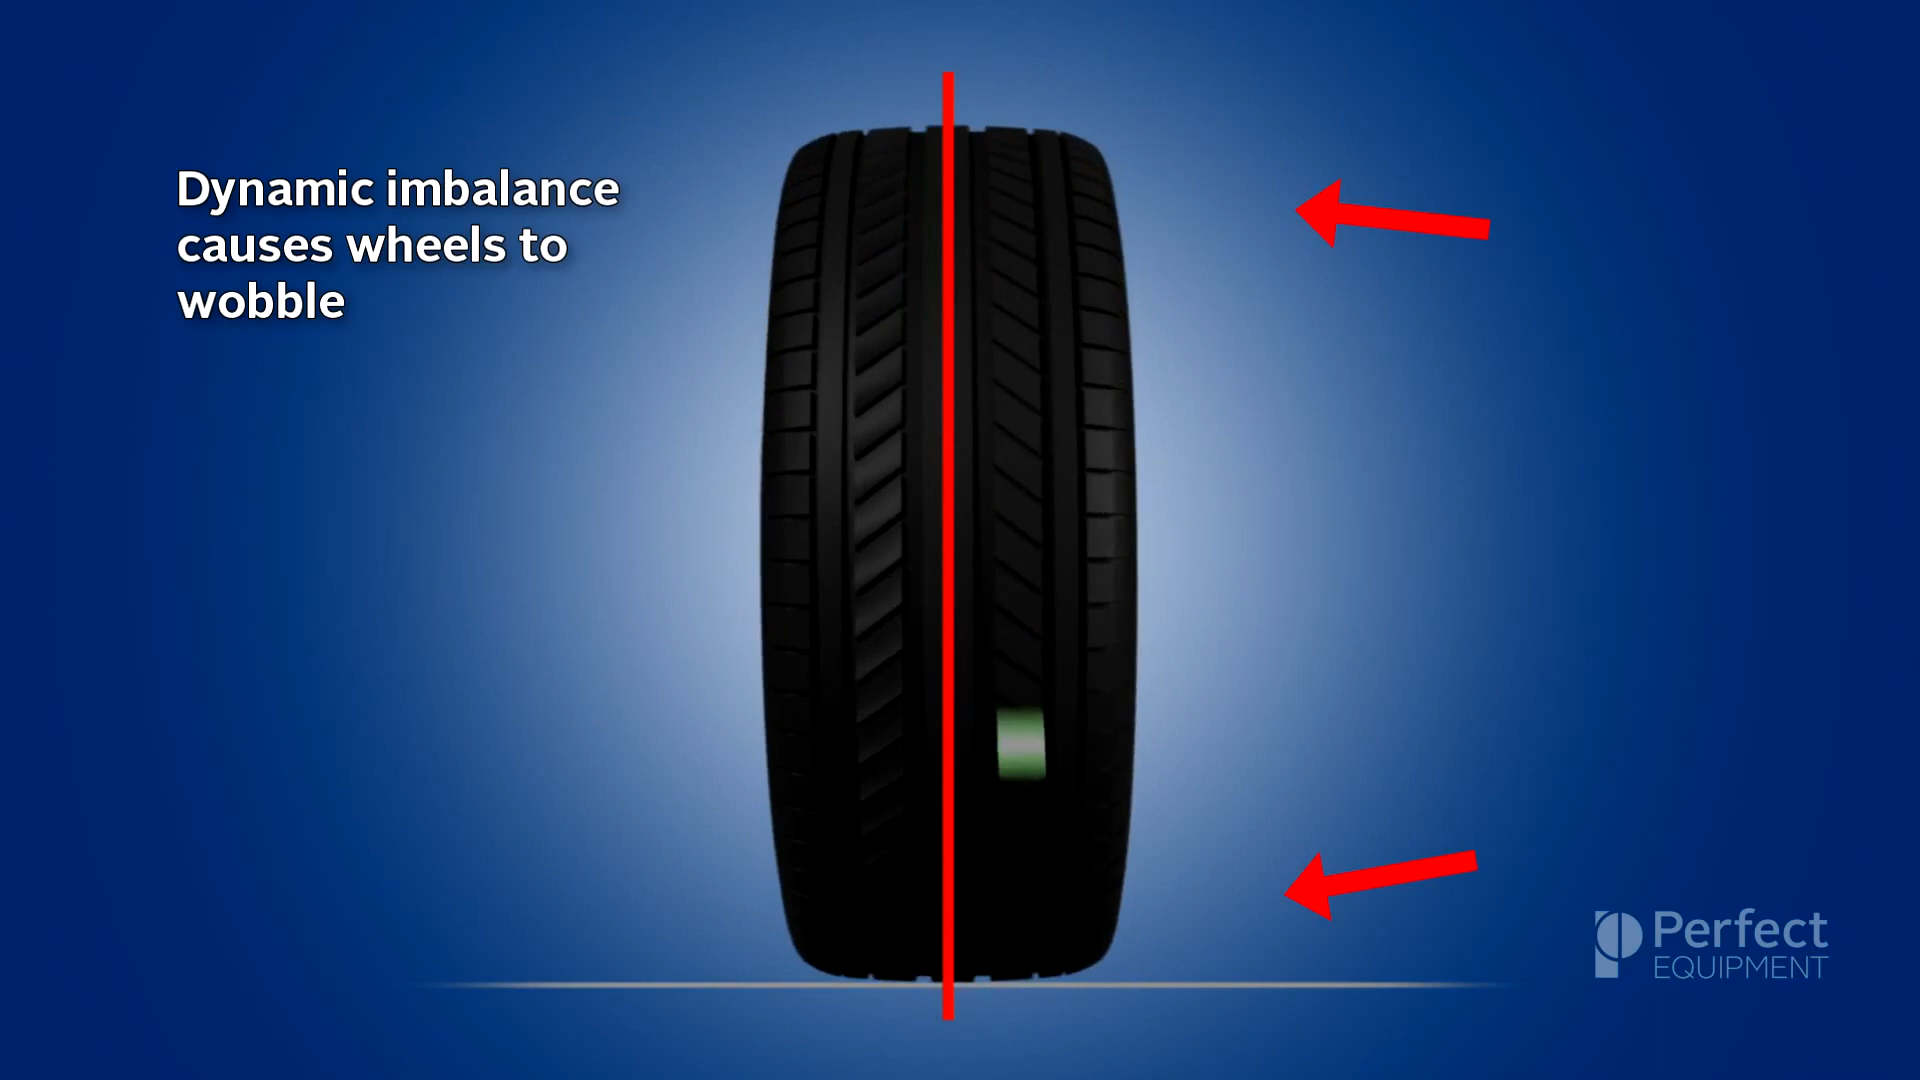 Dynamic imbalance
causes wheels to
wobble
Perfect
EQUIPMENT